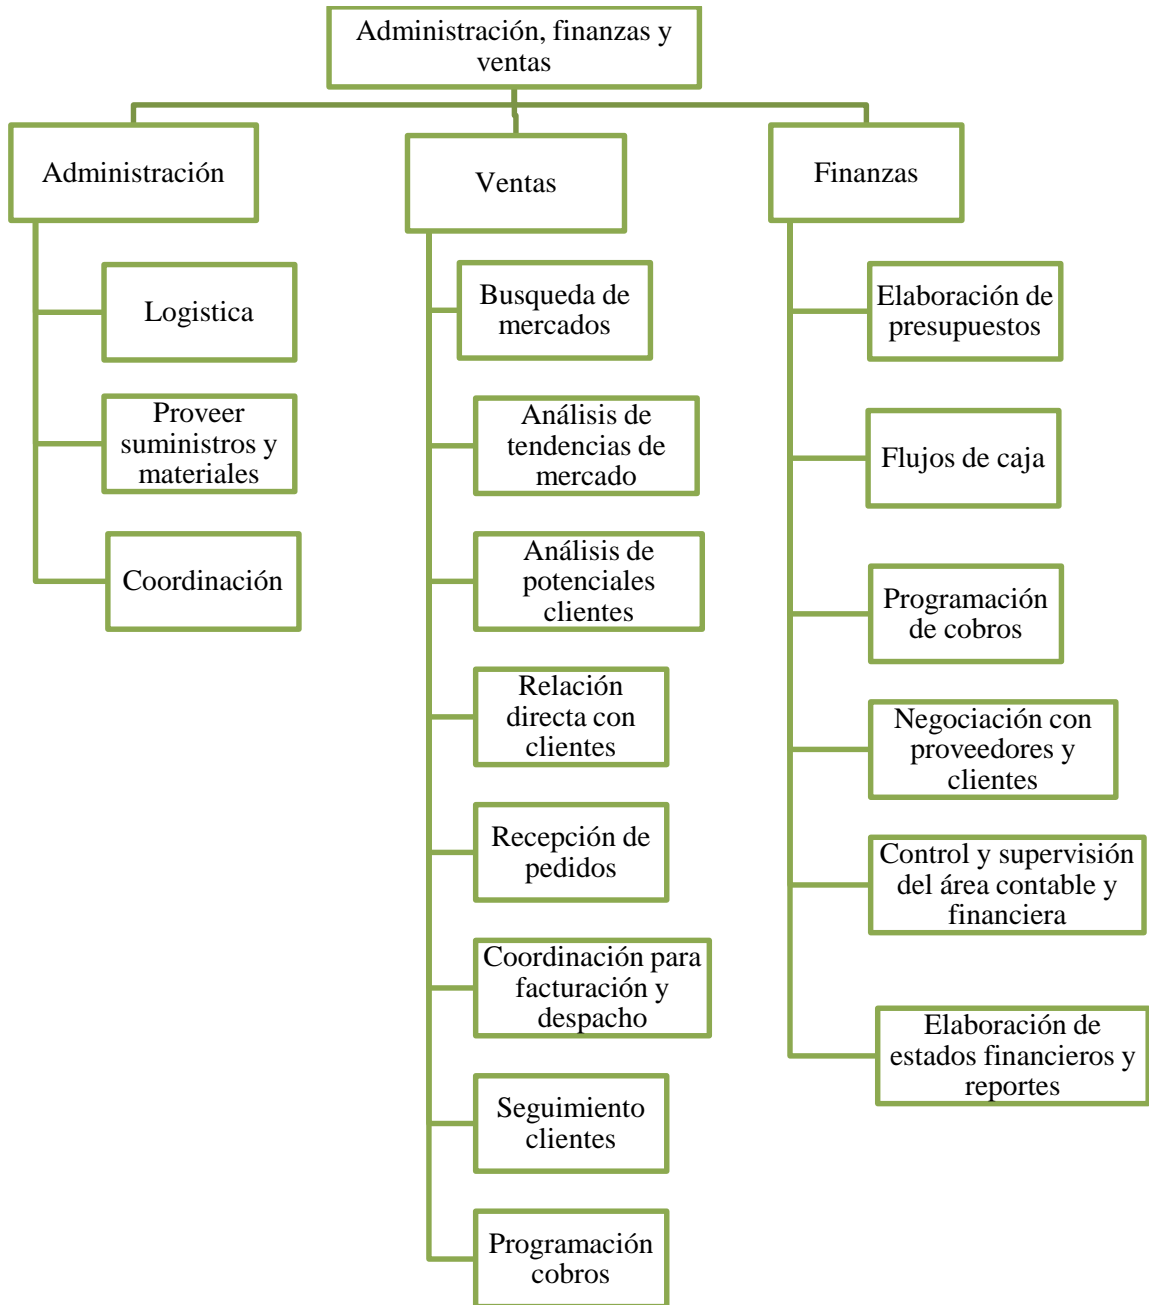 Administración, finanzas y
ventas
Administración
Logistica
Proveer
suministros y
materiales
Coordinación
Ventas
Busqueda de
mercados
Análisis de
tendencias de
mercado
Análisis de
potenciales
clientes
Relación
directa con
clientes
Recepción de
pedidos
Coordinación para
facturación y
despacho
Seguimiento
clientes
Programación
cobros
Finanzas
Elaboración de
presupuestos
Flujos de caja
Programación
de cobros
Negociación con
proveedores y
clientes
Control y supervisión
del área contable y
financiera
Elaboración de
estados financieros y
reportes